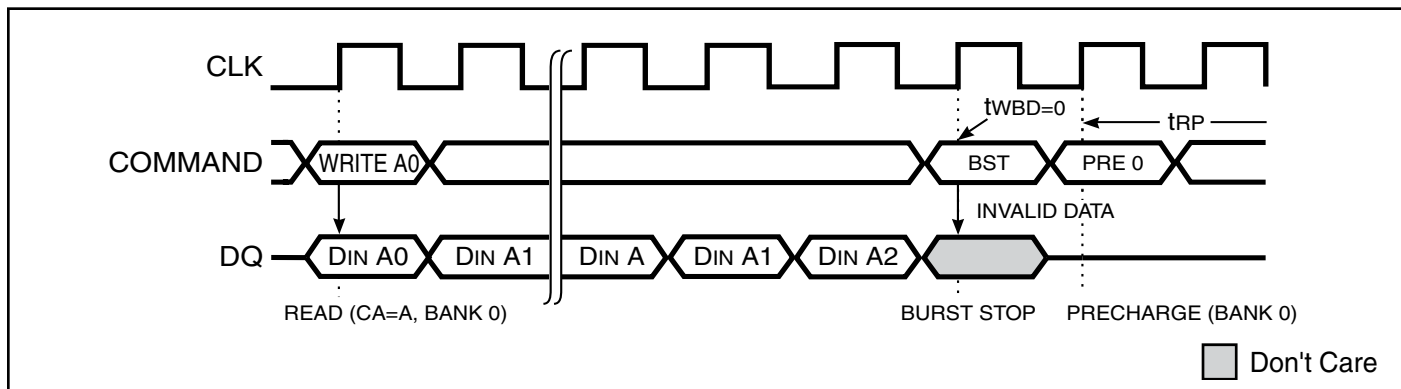 CLK
tWBD=0
tRP
COMMAND WRITE A0 BST PRE 0
INVALID DATA
DQ DIN A0 DIN A1 DIN A DIN A1 DIN A2
READ (CA=A, BANK 0) BURST STOP PRECHARGE (BANK 0)
Don't Care